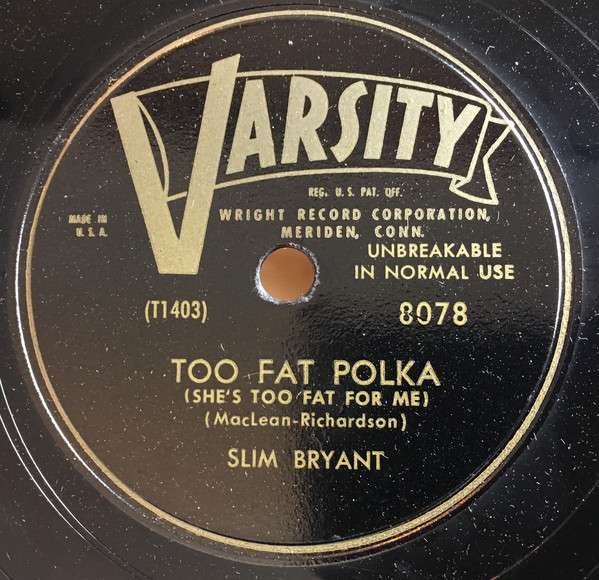 VARSITY
REG. U.S. PAT. OFF.
MADE IN
U.S.A.
WRIGHT RECORD CORPORATION,
MERIDEN, CONN.
UNBREAKABLE
IN NORMAL USE
(T1403)
8078
TOO FAT POLKA
(SHE'S TOO FAT FOR ME)
(MacLean-Richardson)
SLIM BRYANT